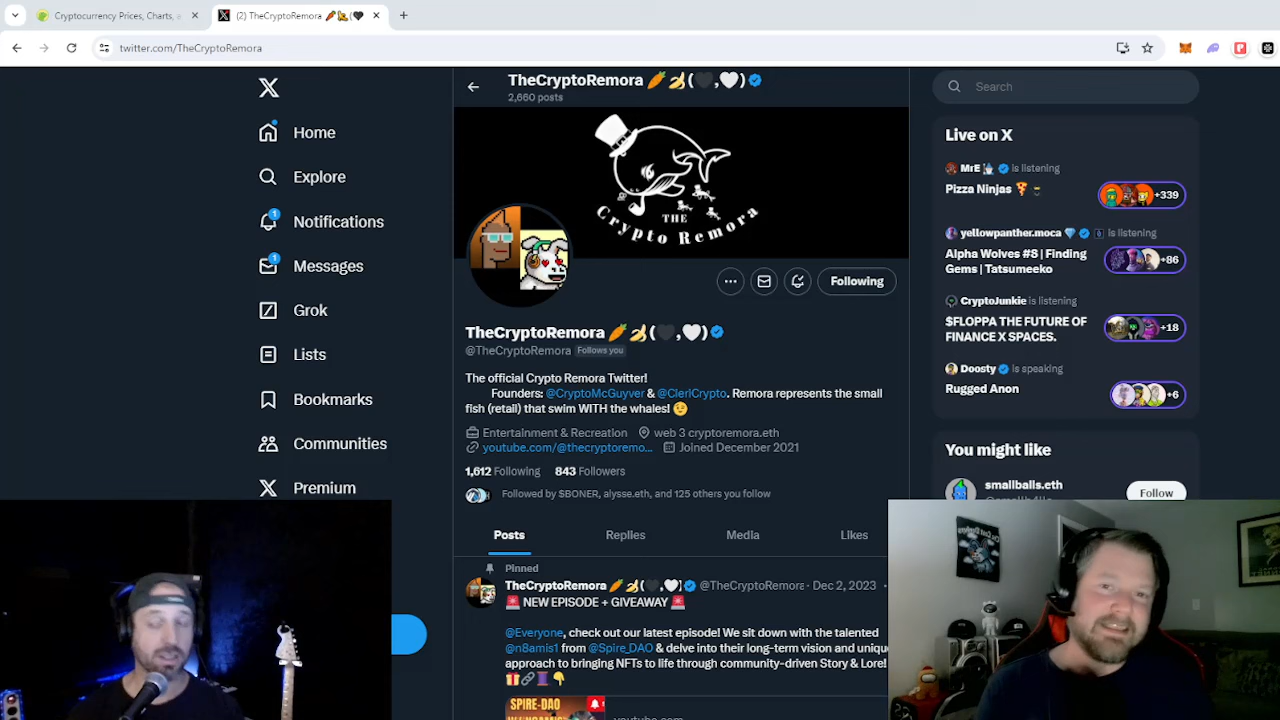 Cryptocurrency Prices, Charts,
(2) TheCryptoRemora 🥕🍌(🖤
twitter.com/TheCryptoRemora
TheCryptoRemora 🥕🍌(🖤,🤍)
2,660 posts
Search
Home
Explore
Notifications
1
Messages
1
Grok
Lists
Bookmarks
Communities
Premium
THE
Crypto Remora
Following
TheCryptoRemora 🥕🍌(🖤,🤍)
@TheCryptoRemora Follows you
The official Crypto Remora Twitter!
Founders: @CryptoMcGuyver & @ClerlCrypto. Remora represents the small
fish (retail) that swim WITH the whales! 🤨
Entertainment & Recreation web 3 cryptoremora.eth
youtube.com/@thecryptoremo... Joined December 2021
1,612 Following 843 Followers
Followed by $BONER, alysse.eth, and 125 others you follow
Posts Replies Media Likes
Pinned
TheCryptoRemora 🥕🍌(🖤,🤍) @TheCryptoRemora · Dec 2, 2023 ·
🚨 NEW EPISODE + GIVEAWAY 🚨
@Everyone, check out our latest episode! We sit down with the talented
@n8amis1 from @Spire_DAO & delve into their long-term vision and unique
approach to bringing NFTs to life through community-driven Story & Lore!
🎁🔗🧵👇
SPIRE-DAO
youtube.com
Live on X
MrE is listening
Pizza Ninjas 🍕
+339
yellowpanther.moca 💎 is listening
Alpha Wolves #8 | Finding
Gems | Tatsumeeko
+86
CryptoJunkie is listening
$FLOPPA THE FUTURE OF
FINANCE X SPACES.
+18
Doosty is speaking
Rugged Anon
+6
You might like
smallballs.eth
Follow